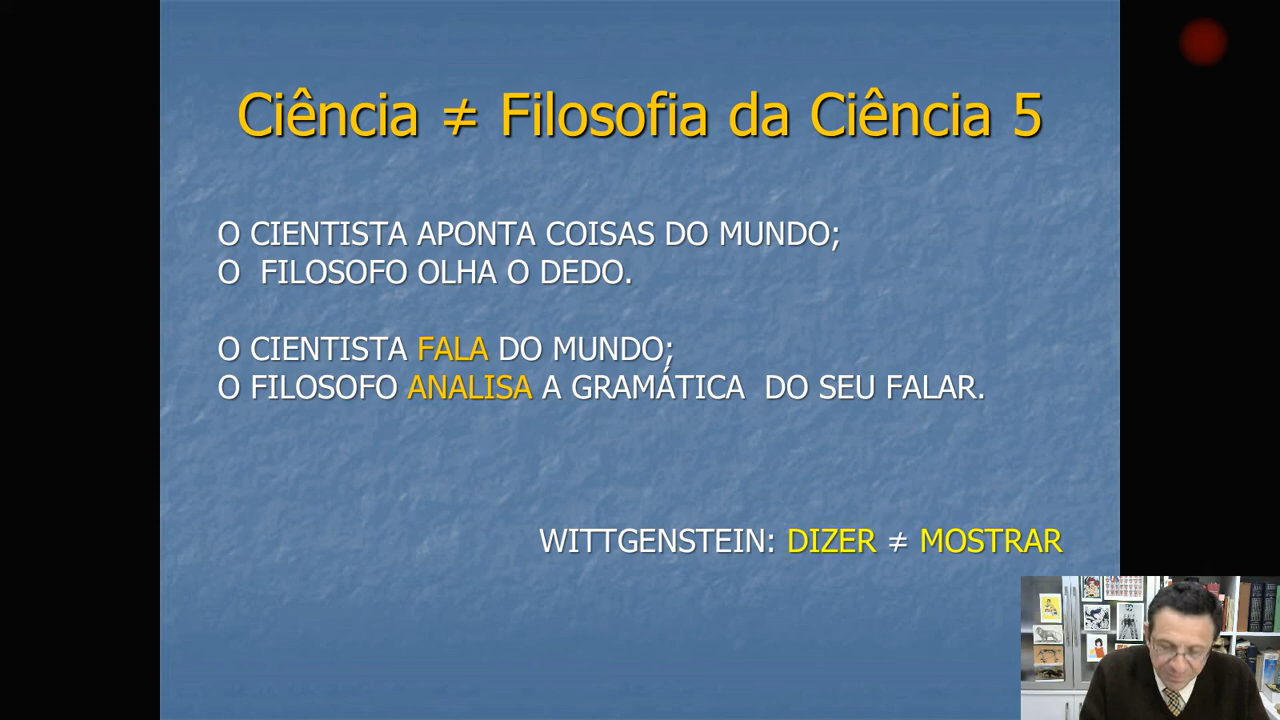 Ciência ≠ Filosofia da Ciência 5
O CIENTISTA APONTA COISAS DO MUNDO;
O FILOSOFO OLHA O DEDO.
O CIENTISTA FALA DO MUNDO;
O FILOSOFO ANALISA A GRAMÁTICA DO SEU FALAR.
WITTGENSTEIN: DIZER ≠ MOSTRAR